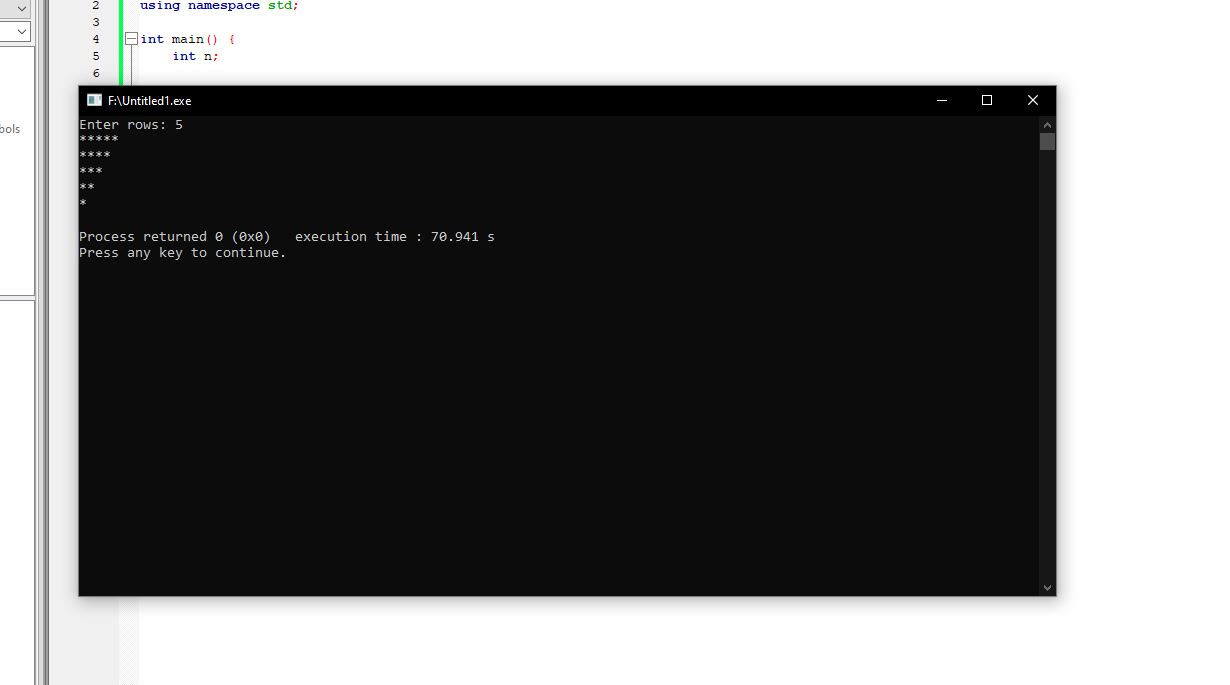 2 using namespace std;
3
4 int main() {
5 int n;
6
bols
F:\Untitled1.exe
Enter rows: 5
*****
****
***
**
*
Process returned 0 (0x0)   execution time : 70.941 s
Press any key to continue.